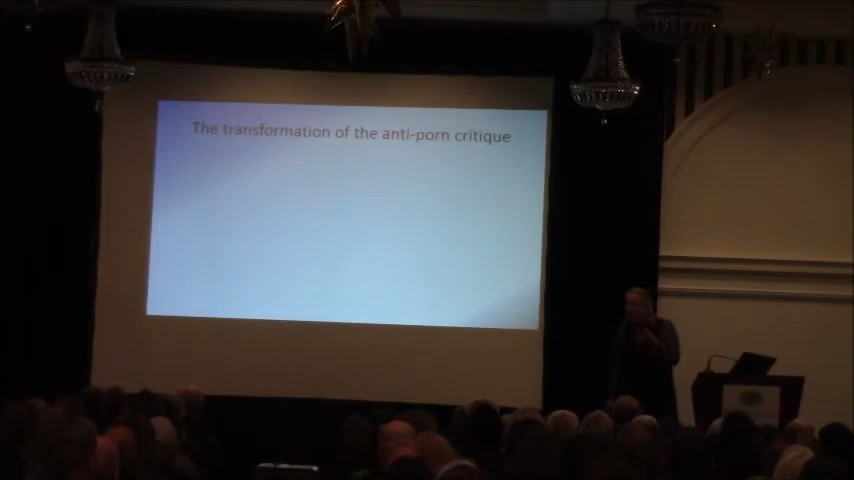 The transformation of the anti-porn critique